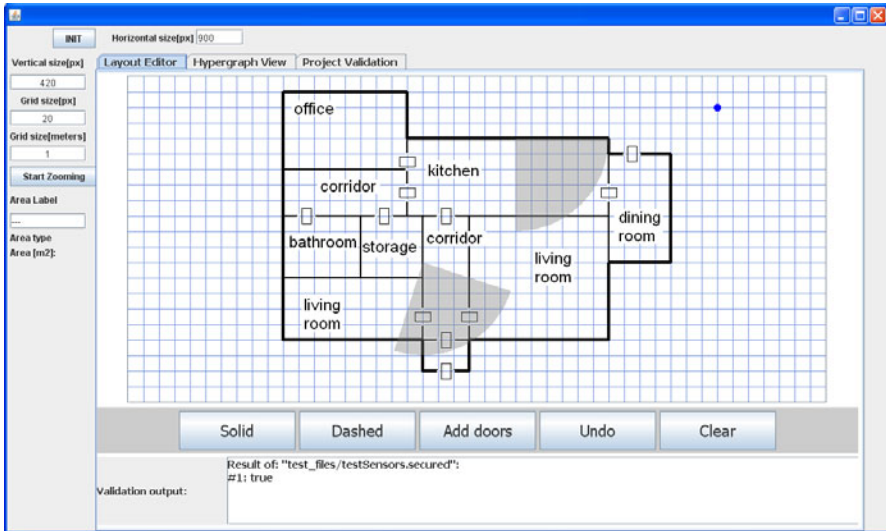 INIT
Horizontal size[px] 900
Vertical size[px]
420
Grid size[px]
20
Grid size[meters]
1
Start Zooming
Area Label
---
Area type
Area [m2]:
Layout Editor
Hypergraph View
Project Validation
office
kitchen
corridor
dining
room
bathroom
storage
corridor
living
room
living
room
Solid
Dashed
Add doors
Undo
Clear
Validation output:
Result of: "test_files/testSensors.secured":
#1: true